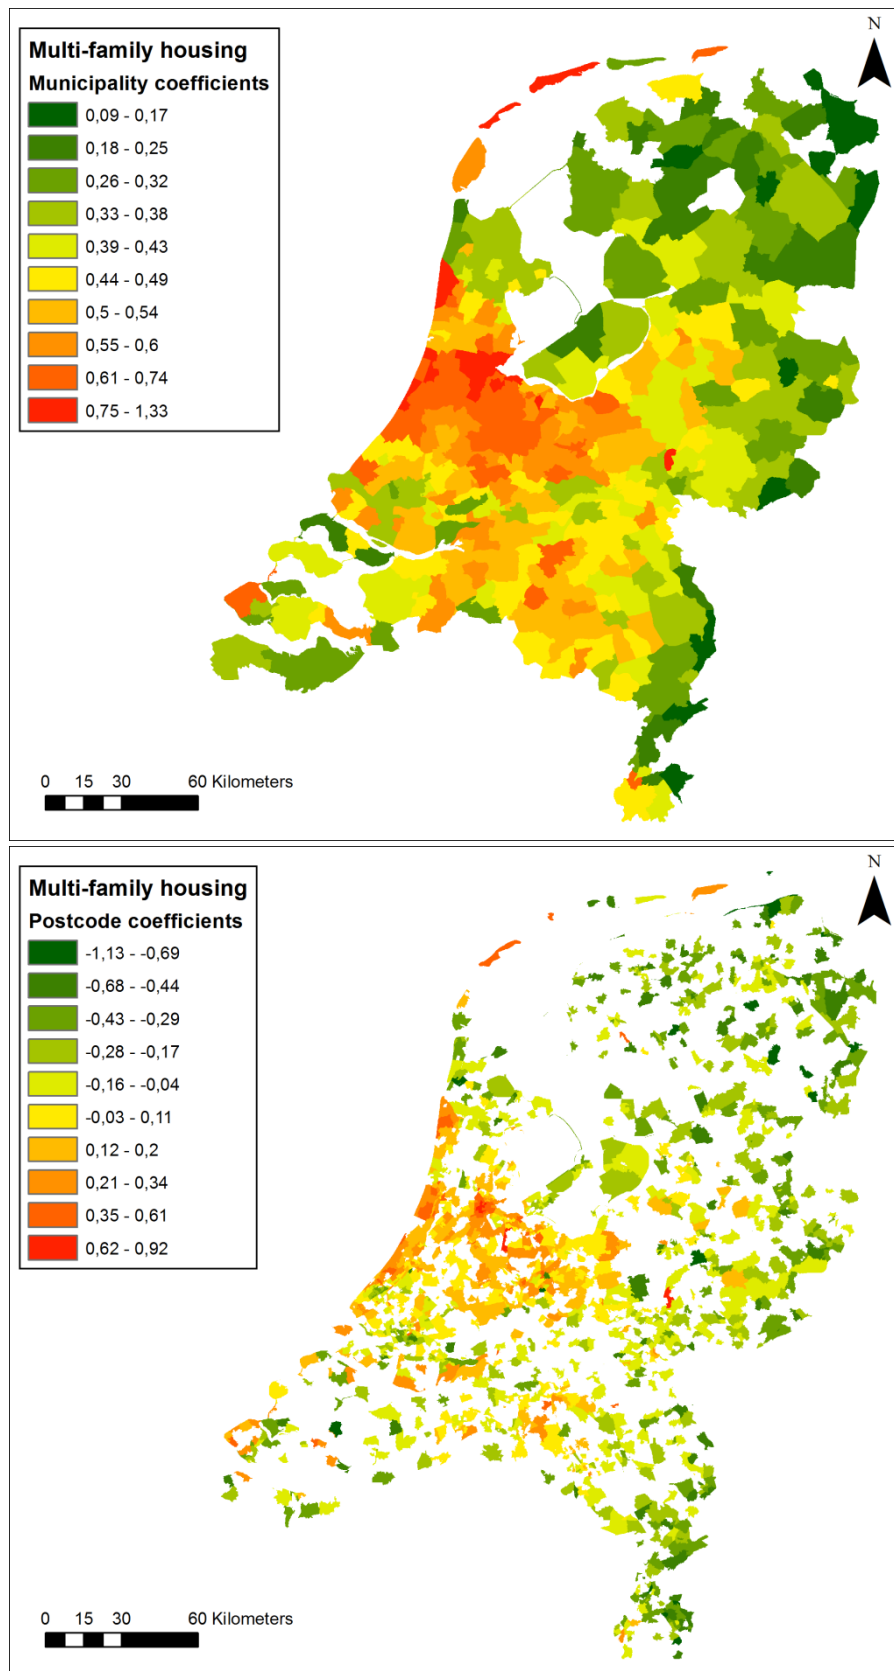 N
Multi-family housing
Municipality coefficients
0,09 - 0,17
0,18 - 0,25
0,26 - 0,32
0,33 - 0,38
0,39 - 0,43
0,44 - 0,49
0,5 - 0,54
0,55 - 0,6
0,61 - 0,74
0,75 - 1,33
0 15 30 60 Kilometers
N
Multi-family housing
Postcode coefficients
-1,13 - -0,69
-0,68 - -0,44
-0,43 - -0,29
-0,28 - -0,17
-0,16 - -0,04
-0,03 - 0,11
0,12 - 0,2
0,21 - 0,34
0,35 - 0,61
0,62 - 0,92
0 15 30 60 Kilometers